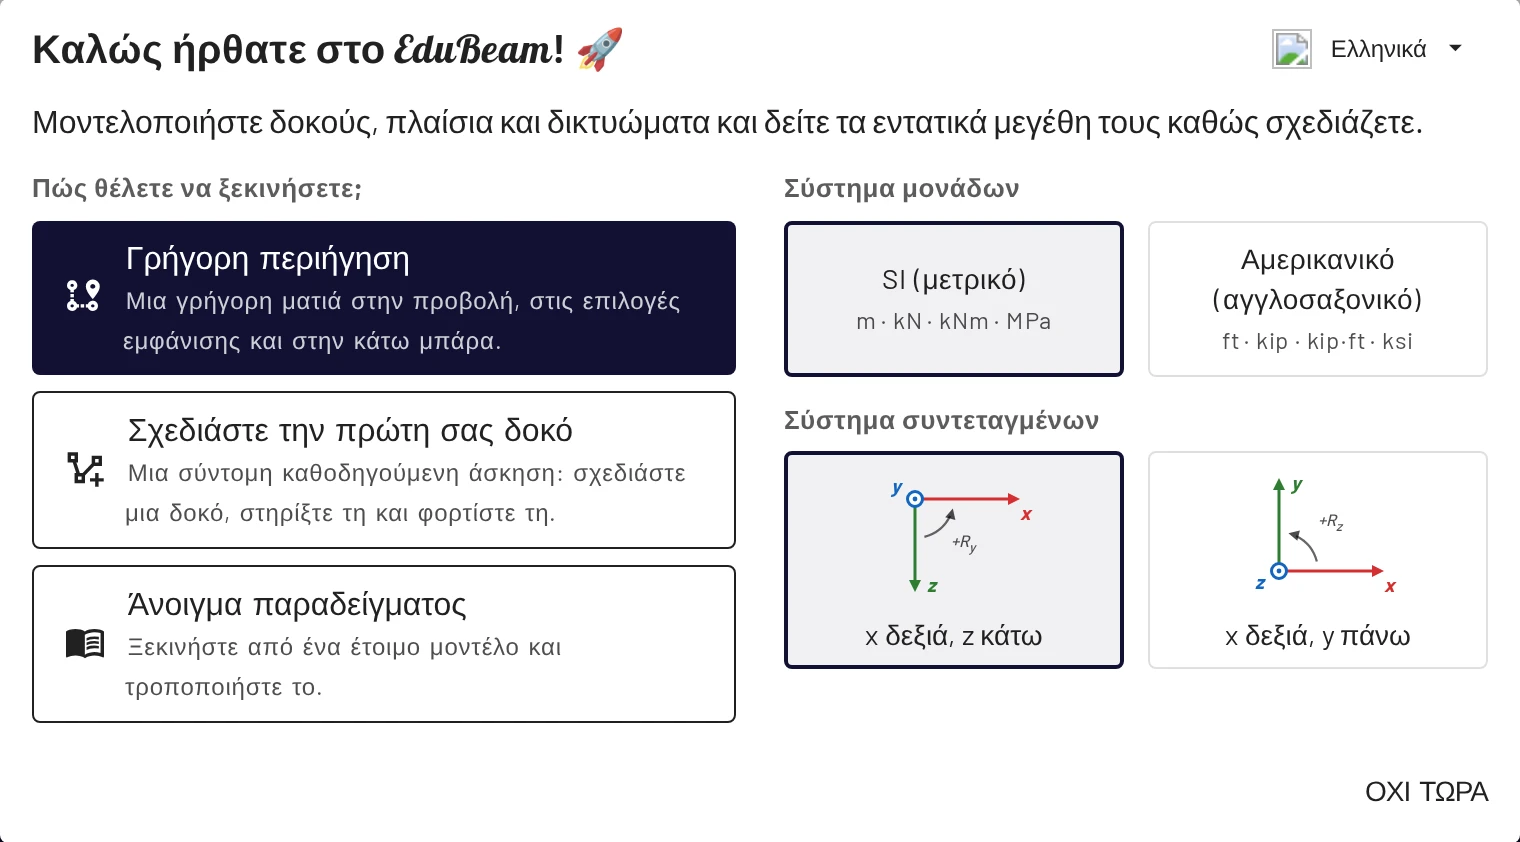 Καλώς ήρθατε στο EduBeam! 🚀
Ελληνικά
Μοντελοποιήστε δοκούς, πλαίσια και δικτυώματα και δείτε τα εντατικά μεγέθη τους καθώς σχεδιάζετε.
Πώς θέλετε να ξεκινήσετε;
Γρήγορη περιήγηση
Μια γρήγορη ματιά στην προβολή, στις επιλογές
εμφάνισης και στην κάτω μπάρα.
Σχεδιάστε την πρώτη σας δοκό
Μια σύντομη καθοδηγούμενη άσκηση: σχεδιάστε
μια δοκό, στηρίξτε τη και φορτίστε τη.
Άνοιγμα παραδείγματος
Ξεκινήστε από ένα έτοιμο μοντέλο και
τροποποιήστε το.
Σύστημα μονάδων
SI (μετρικό)
m · kN · kNm · MPa
Αμερικανικό
(αγγλοσαξονικό)
ft · kip · kip·ft · ksi
Σύστημα συντεταγμένων
y
x
+Ry
z
x δεξιά, z κάτω
y
+Rz
z
x
x δεξιά, y πάνω
ΟΧΙ ΤΩΡΑ